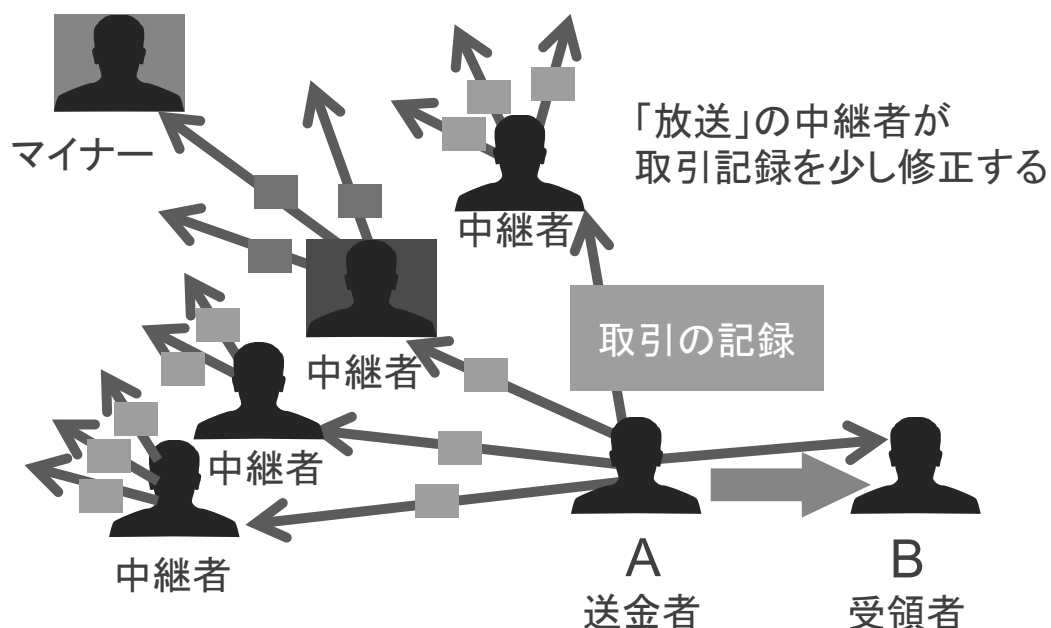 「放送」の中継者が
取引記録を少し修正する
マイナー
中継者
取引の記録
中継者
中継者
中継者
A
送金者
B
受領者